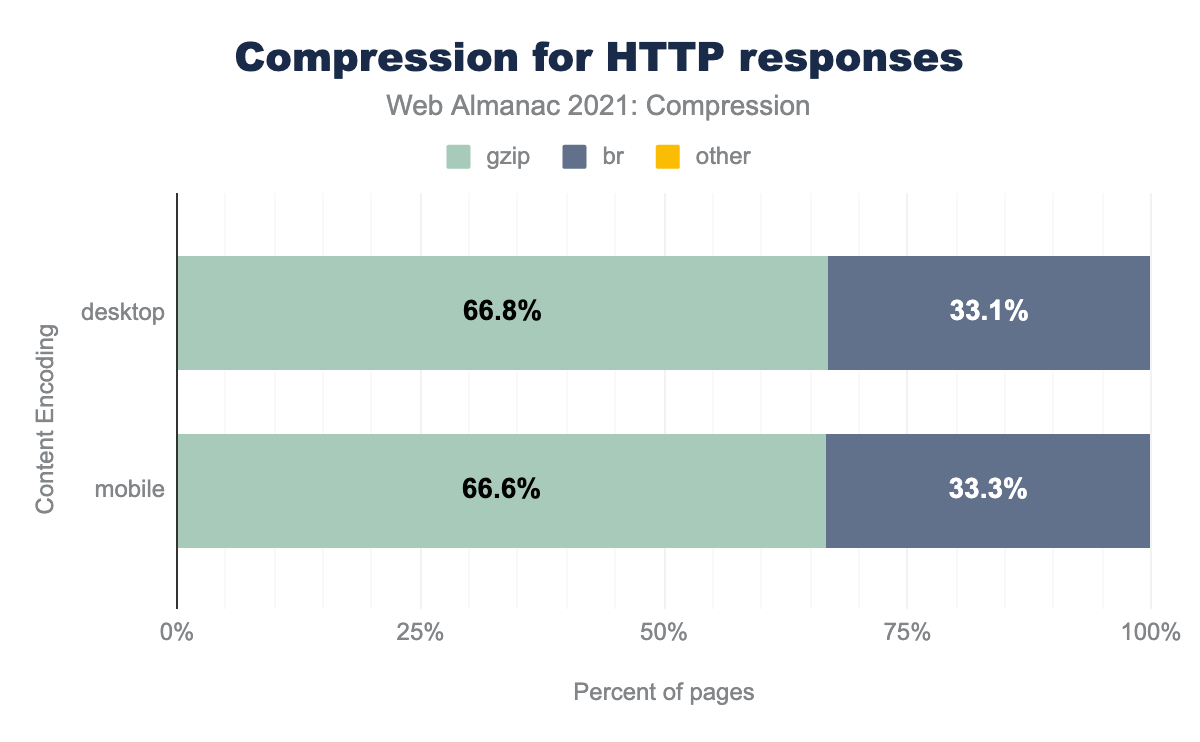 Compression for HTTP responses
Web Almanac 2021: Compression
gzip br other
Content Encoding
desktop 66.8% 33.1%
mobile 66.6% 33.3%
0% 25% 50% 75% 100%
Percent of pages